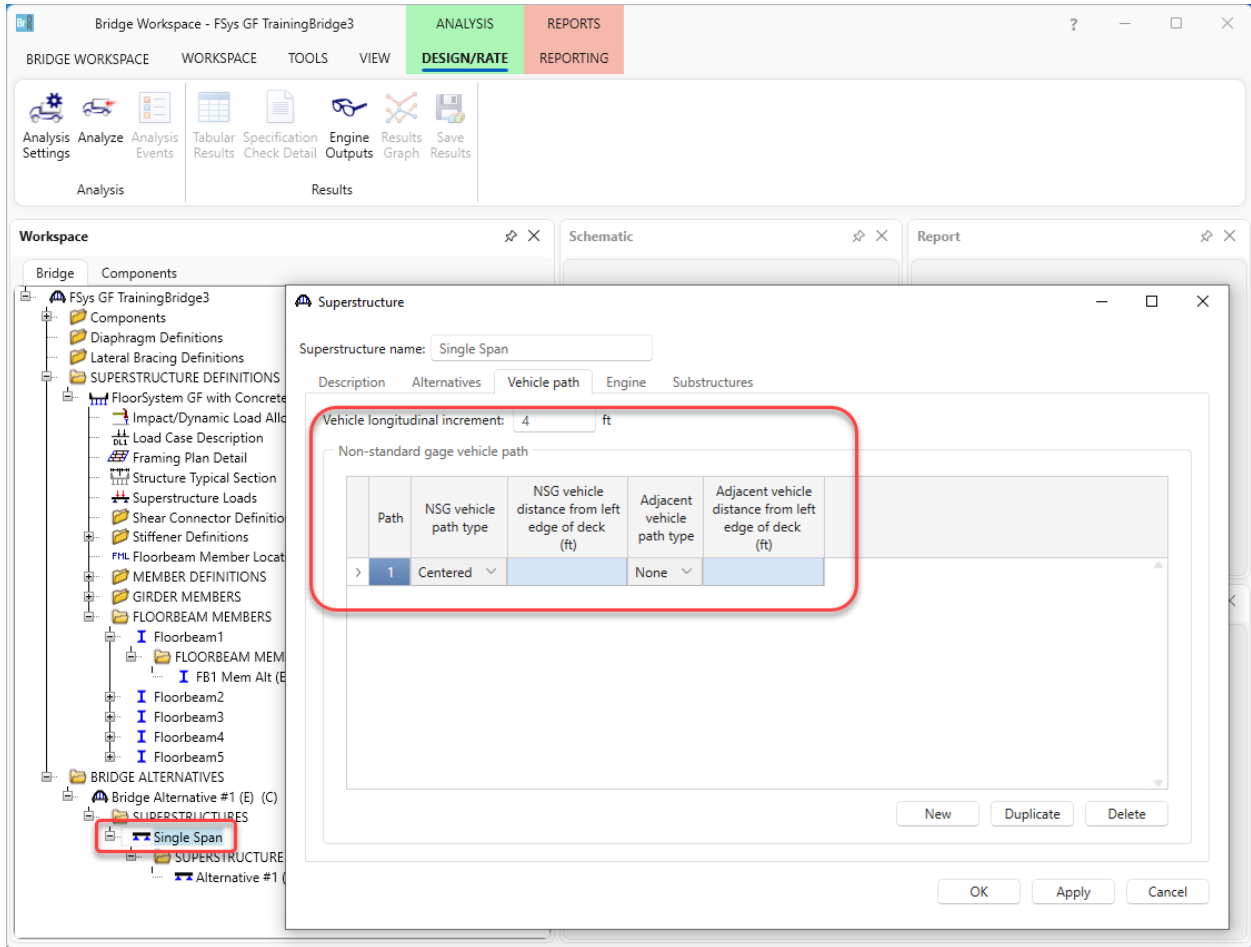 Br R
Bridge Workspace - FSys GF TrainingBridge3
ANALYSIS
REPORTS
?
BRIDGE WORKSPACE
WORKSPACE
TOOLS
VIEW
DESIGN/RATE
REPORTING
Analysis
Settings
Analyze
Analysis
Events
Tabular
Results
Specification
Check Detail
Engine
Outputs
Results
Graph
Save
Results
Analysis
Results
Workspace
Schematic
Report
Bridge
Components
FSys GF TrainingBridge3
Components
Diaphragm Definitions
Lateral Bracing Definitions
SUPERSTRUCTURE DEFINITIONS
FloorSystem GF with Concrete
Impact/Dynamic Load Allo
DL1 Load Case Description
Framing Plan Detail
Structure Typical Section
Superstructure Loads
Shear Connector Definitio
Stiffener Definitions
FML Floorbeam Member Locat
MEMBER DEFINITIONS
GIRDER MEMBERS
FLOORBEAM MEMBERS
Floorbeam1
FLOORBEAM MEM
FB1 Mem Alt (E
Floorbeam2
Floorbeam3
Floorbeam4
Floorbeam5
BRIDGE ALTERNATIVES
Bridge Alternative #1 (E) (C)
SUPERSTRUCTURES
Single Span
SUPERSTRUCTURE
Alternative #1 (
Superstructure
Superstructure name: Single Span
Description
Alternatives
Vehicle path
Engine
Substructures
Vehicle longitudinal increment: 4 ft
Non-standard gage vehicle path
Path
NSG vehicle
path type
NSG vehicle
distance from left
edge of deck
(ft)
Adjacent
vehicle
path type
Adjacent vehicle
distance from left
edge of deck
(ft)
1
Centered
None
New
Duplicate
Delete
OK
Apply
Cancel